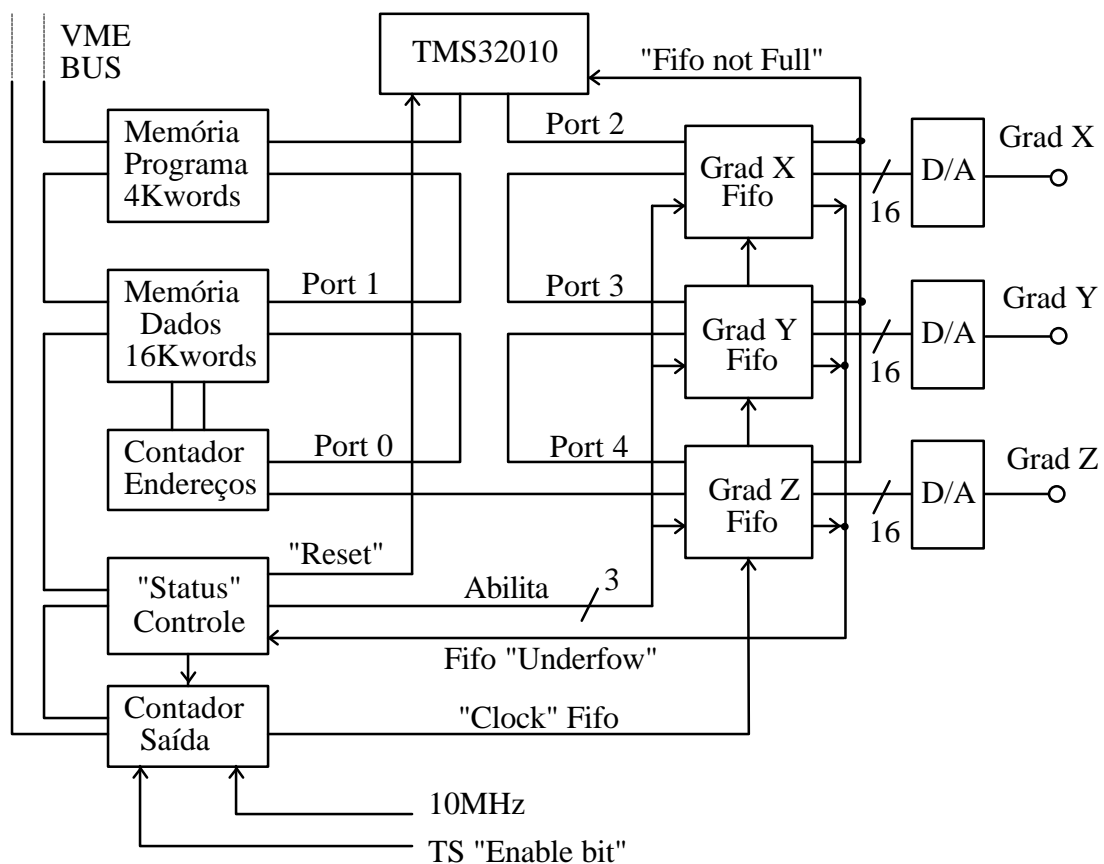 VME
BUS
TMS32010
"Fifo not Full"
Memória
Programa
4Kwords
Port 2
Grad X
Fifo
16
D/A
Grad X
Memória
Dados
16Kwords
Port 1
Port 3
Grad Y
Fifo
16
D/A
Grad Y
Contador
Endereços
Port 0
Port 4
Grad Z
Fifo
16
D/A
Grad Z
"Status"
Controle
"Reset"
Abilita
3
Fifo "Underfow"
Contador
Saída
"Clock" Fifo
10MHz
TS "Enable bit"